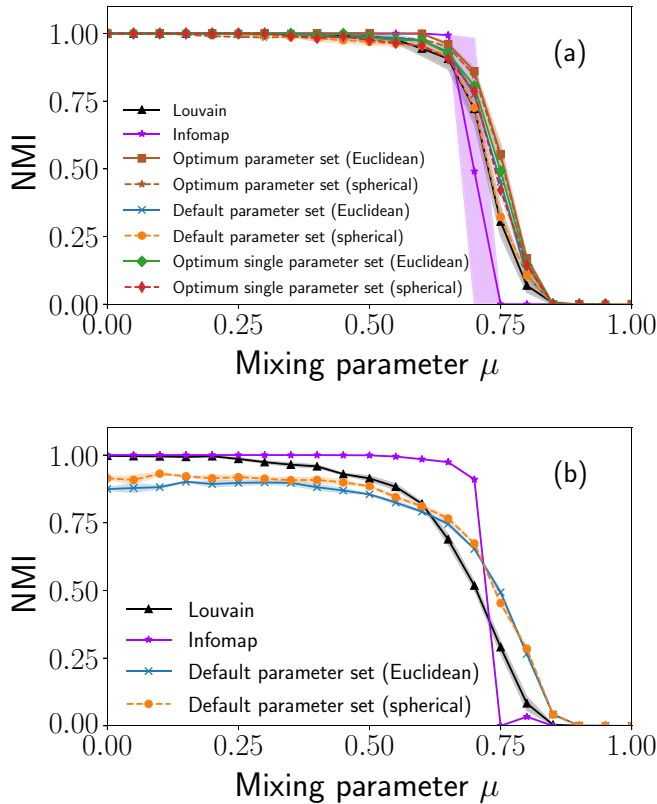 1.00
0.75
0.50
0.25
0.00
NMI
(a)
Louvain
Infomap
Optimum parameter set (Euclidean)
Optimum parameter set (spherical)
Default parameter set (Euclidean)
Default parameter set (spherical)
Optimum single parameter set (Euclidean)
Optimum single parameter set (spherical)
0.00 0.25 0.50 0.75 1.00
Mixing parameter μ
1.00
0.75
0.50
0.25
0.00
NMI
(b)
Louvain
Infomap
Default parameter set (Euclidean)
Default parameter set (spherical)
0.00 0.25 0.50 0.75 1.00
Mixing parameter μ